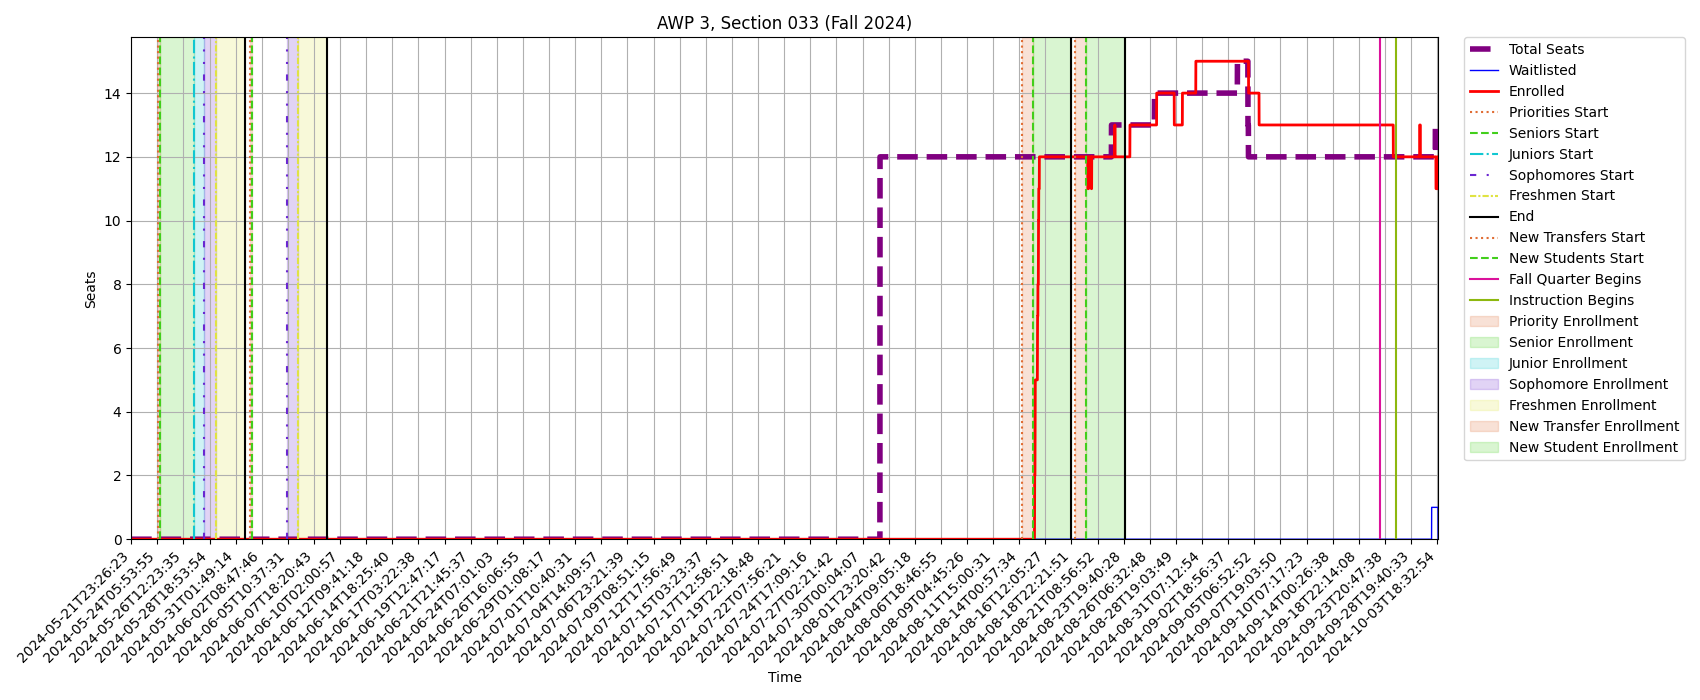 AWP 3, Section 033 (Fall 2024)
Seats
14
12
10
8
6
4
2
0
2024-05-21T23:26:23
2024-05-24T05:53:55
2024-05-26T12:23:35
2024-05-28T18:53:54
2024-05-31T01:49:14
2024-06-02T08:47:46
2024-06-05T10:37:31
2024-06-07T18:20:43
2024-06-10T02:00:57
2024-06-12T09:41:18
2024-06-14T18:25:40
2024-06-17T03:22:38
2024-06-19T12:47:17
2024-06-21T21:45:37
2024-06-24T07:01:03
2024-06-26T16:06:55
2024-06-29T01:08:17
2024-07-01T10:40:31
2024-07-04T14:09:57
2024-07-06T23:21:39
2024-07-09T08:51:15
2024-07-12T17:56:49
2024-07-15T03:23:37
2024-07-17T12:58:51
2024-07-19T22:18:48
2024-07-22T07:56:21
2024-07-24T17:09:16
2024-07-27T02:21:42
2024-07-30T00:04:07
2024-08-01T23:20:42
2024-08-04T09:05:18
2024-08-06T18:46:55
2024-08-09T04:45:26
2024-08-11T15:00:31
2024-08-14T00:57:34
2024-08-16T12:05:27
2024-08-18T22:21:51
2024-08-21T08:56:52
2024-08-23T19:40:28
2024-08-26T06:32:48
2024-08-28T19:03:49
2024-08-31T07:12:54
2024-09-02T18:56:37
2024-09-05T06:52:52
2024-09-07T19:03:50
2024-09-10T07:17:23
2024-09-14T00:26:38
2024-09-18T22:14:08
2024-09-23T20:47:38
2024-09-28T19:40:33
2024-10-03T18:32:54
Time
Total Seats
Waitlisted
Enrolled
Priorities Start
Seniors Start
Juniors Start
Sophomores Start
Freshmen Start
End
New Transfers Start
New Students Start
Fall Quarter Begins
Instruction Begins
Priority Enrollment
Senior Enrollment
Junior Enrollment
Sophomore Enrollment
Freshmen Enrollment
New Transfer Enrollment
New Student Enrollment